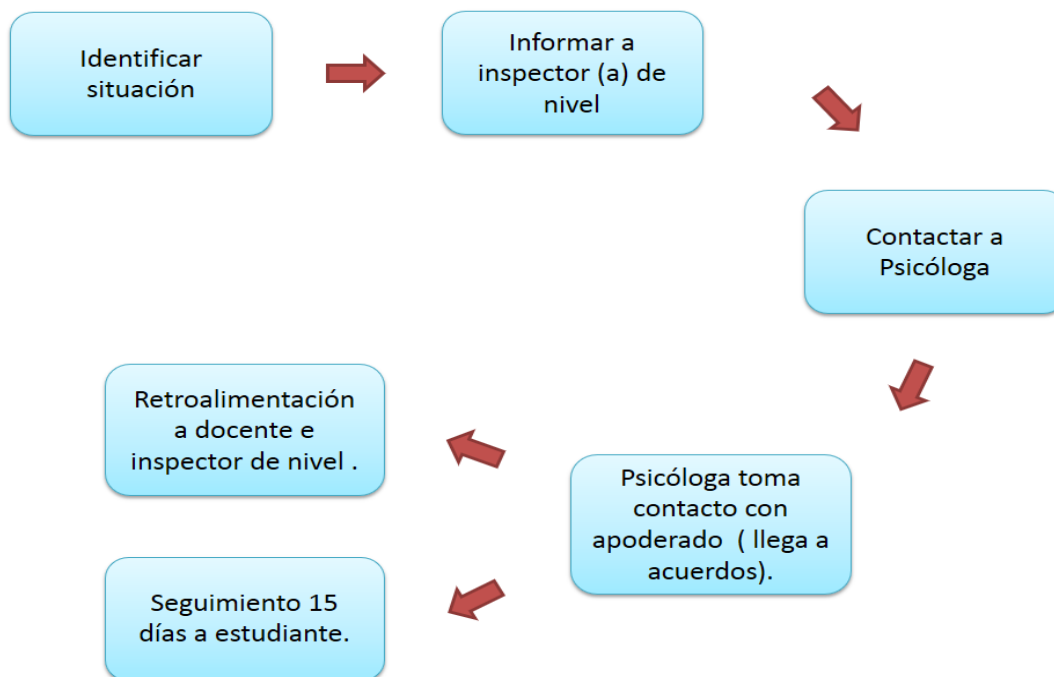 Identificar
situación
Informar a
inspector (a) de
nivel
Contactar a
Psicóloga
Psicóloga toma
contacto con
apoderado ( llega a
acuerdos).
Retroalimentación
a docente e
inspector de nivel .
Seguimiento 15
días a estudiante.